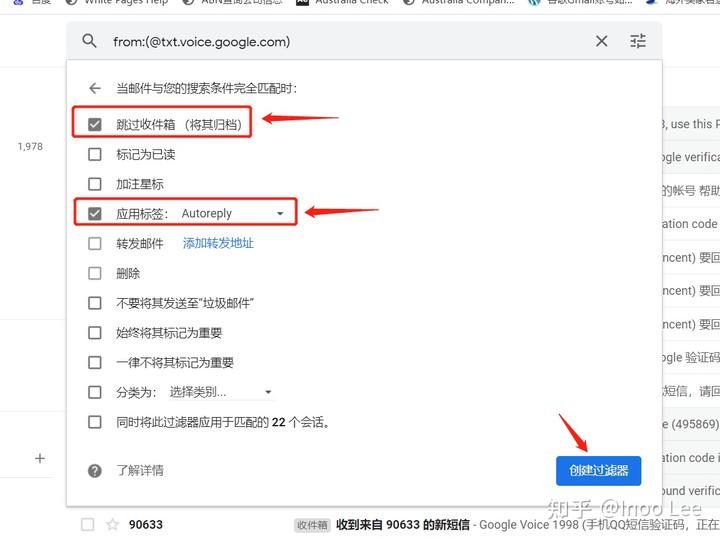 百度
White Pages Help
ABN查询公司信息
Australia Check
Australia Compan...
谷歌Gmail账号知...
from:(@txt.voice.google.com)
当邮件与您的搜索条件完全匹配时：
跳过收件箱 （将其归档）
3, use this P
1,978
标记为已读
ogle verifica
加注星标
的帐号 帮助
应用标签： Autoreply
ation code
转发邮件 添加转发地址
ncent) 要回
删除
ncent) 要回
不要将其发送至“垃圾邮件”
始终将其标记为重要
ncent) 要回
一律不将其标记为重要
ogle 验证码
分类为： 选择类别...
短信，请回
同时将此过滤器应用于匹配的 22 个会话。
e (495869)
ation code i
了解详情
创建过滤器
ound verific
知乎 @Inoo Lee
90633
收件箱 收到来自 90633 的新短信 - Google Voice 1998 (手机QQ短信验证码，正在